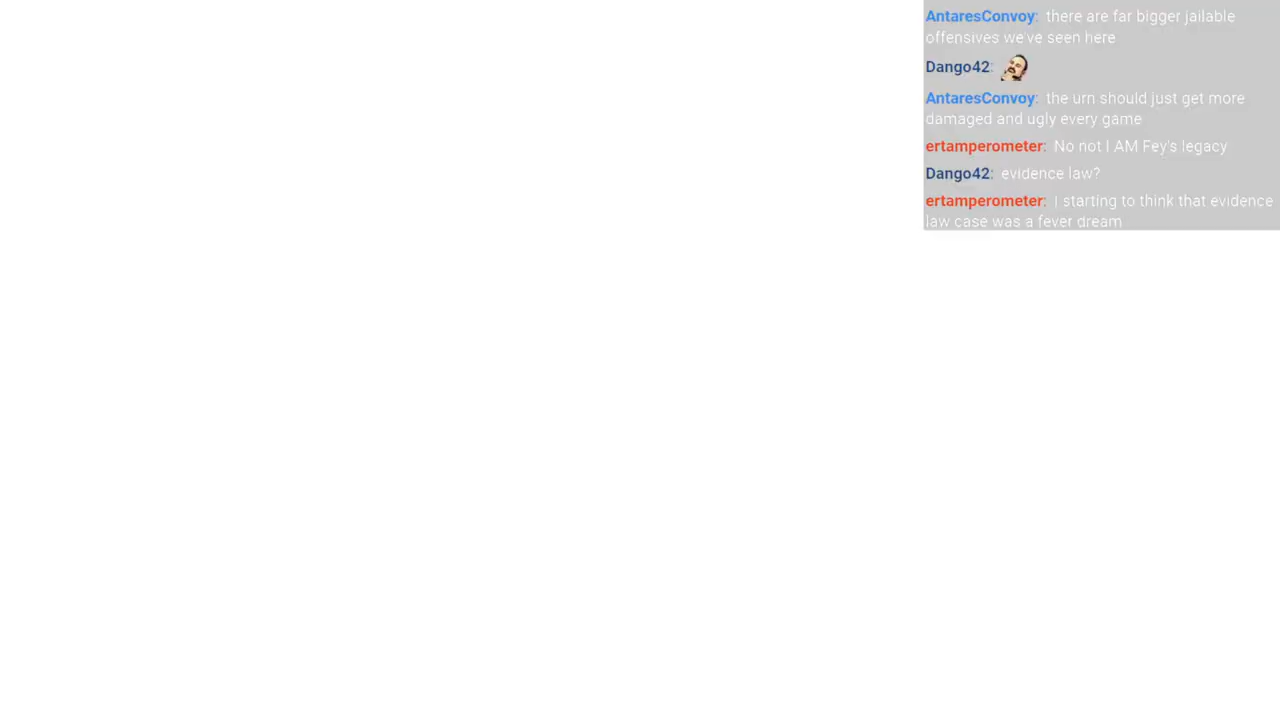 AntaresConvoy: there are far bigger jailable
offensives we've seen here
Dango42:
AntaresConvoy: the urn should just get more
damaged and ugly every game
ertamperometer: No not I AM Fey's legacy
Dango42: evidence law?
ertamperometer: I starting to think that evidence
law case was a fever dream